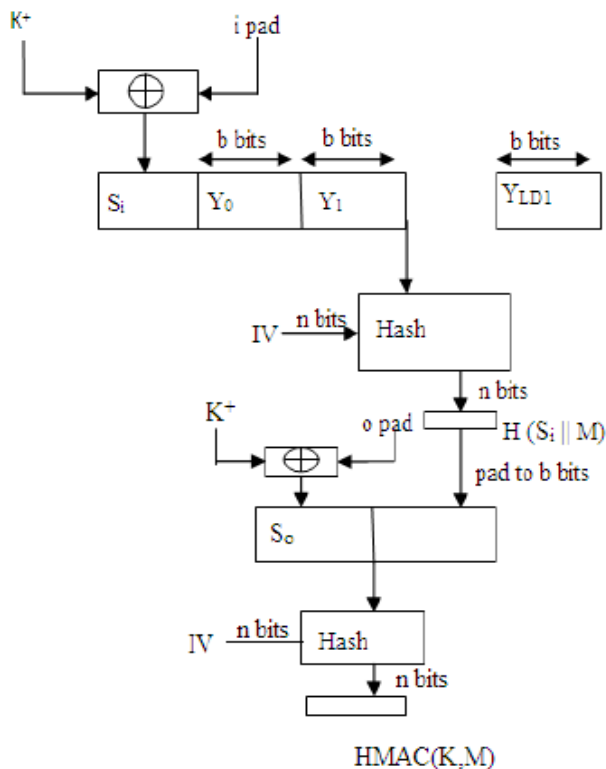 K⁺
i pad
b bits
b bits
b bits
Sᵢ
Y₀
Y₁
Y_LD1
IV
n bits
Hash
n bits
K⁺
o pad
H (Sᵢ || M)
pad to b bits
Sₒ
IV
n bits
Hash
n bits
HMAC(K,M)